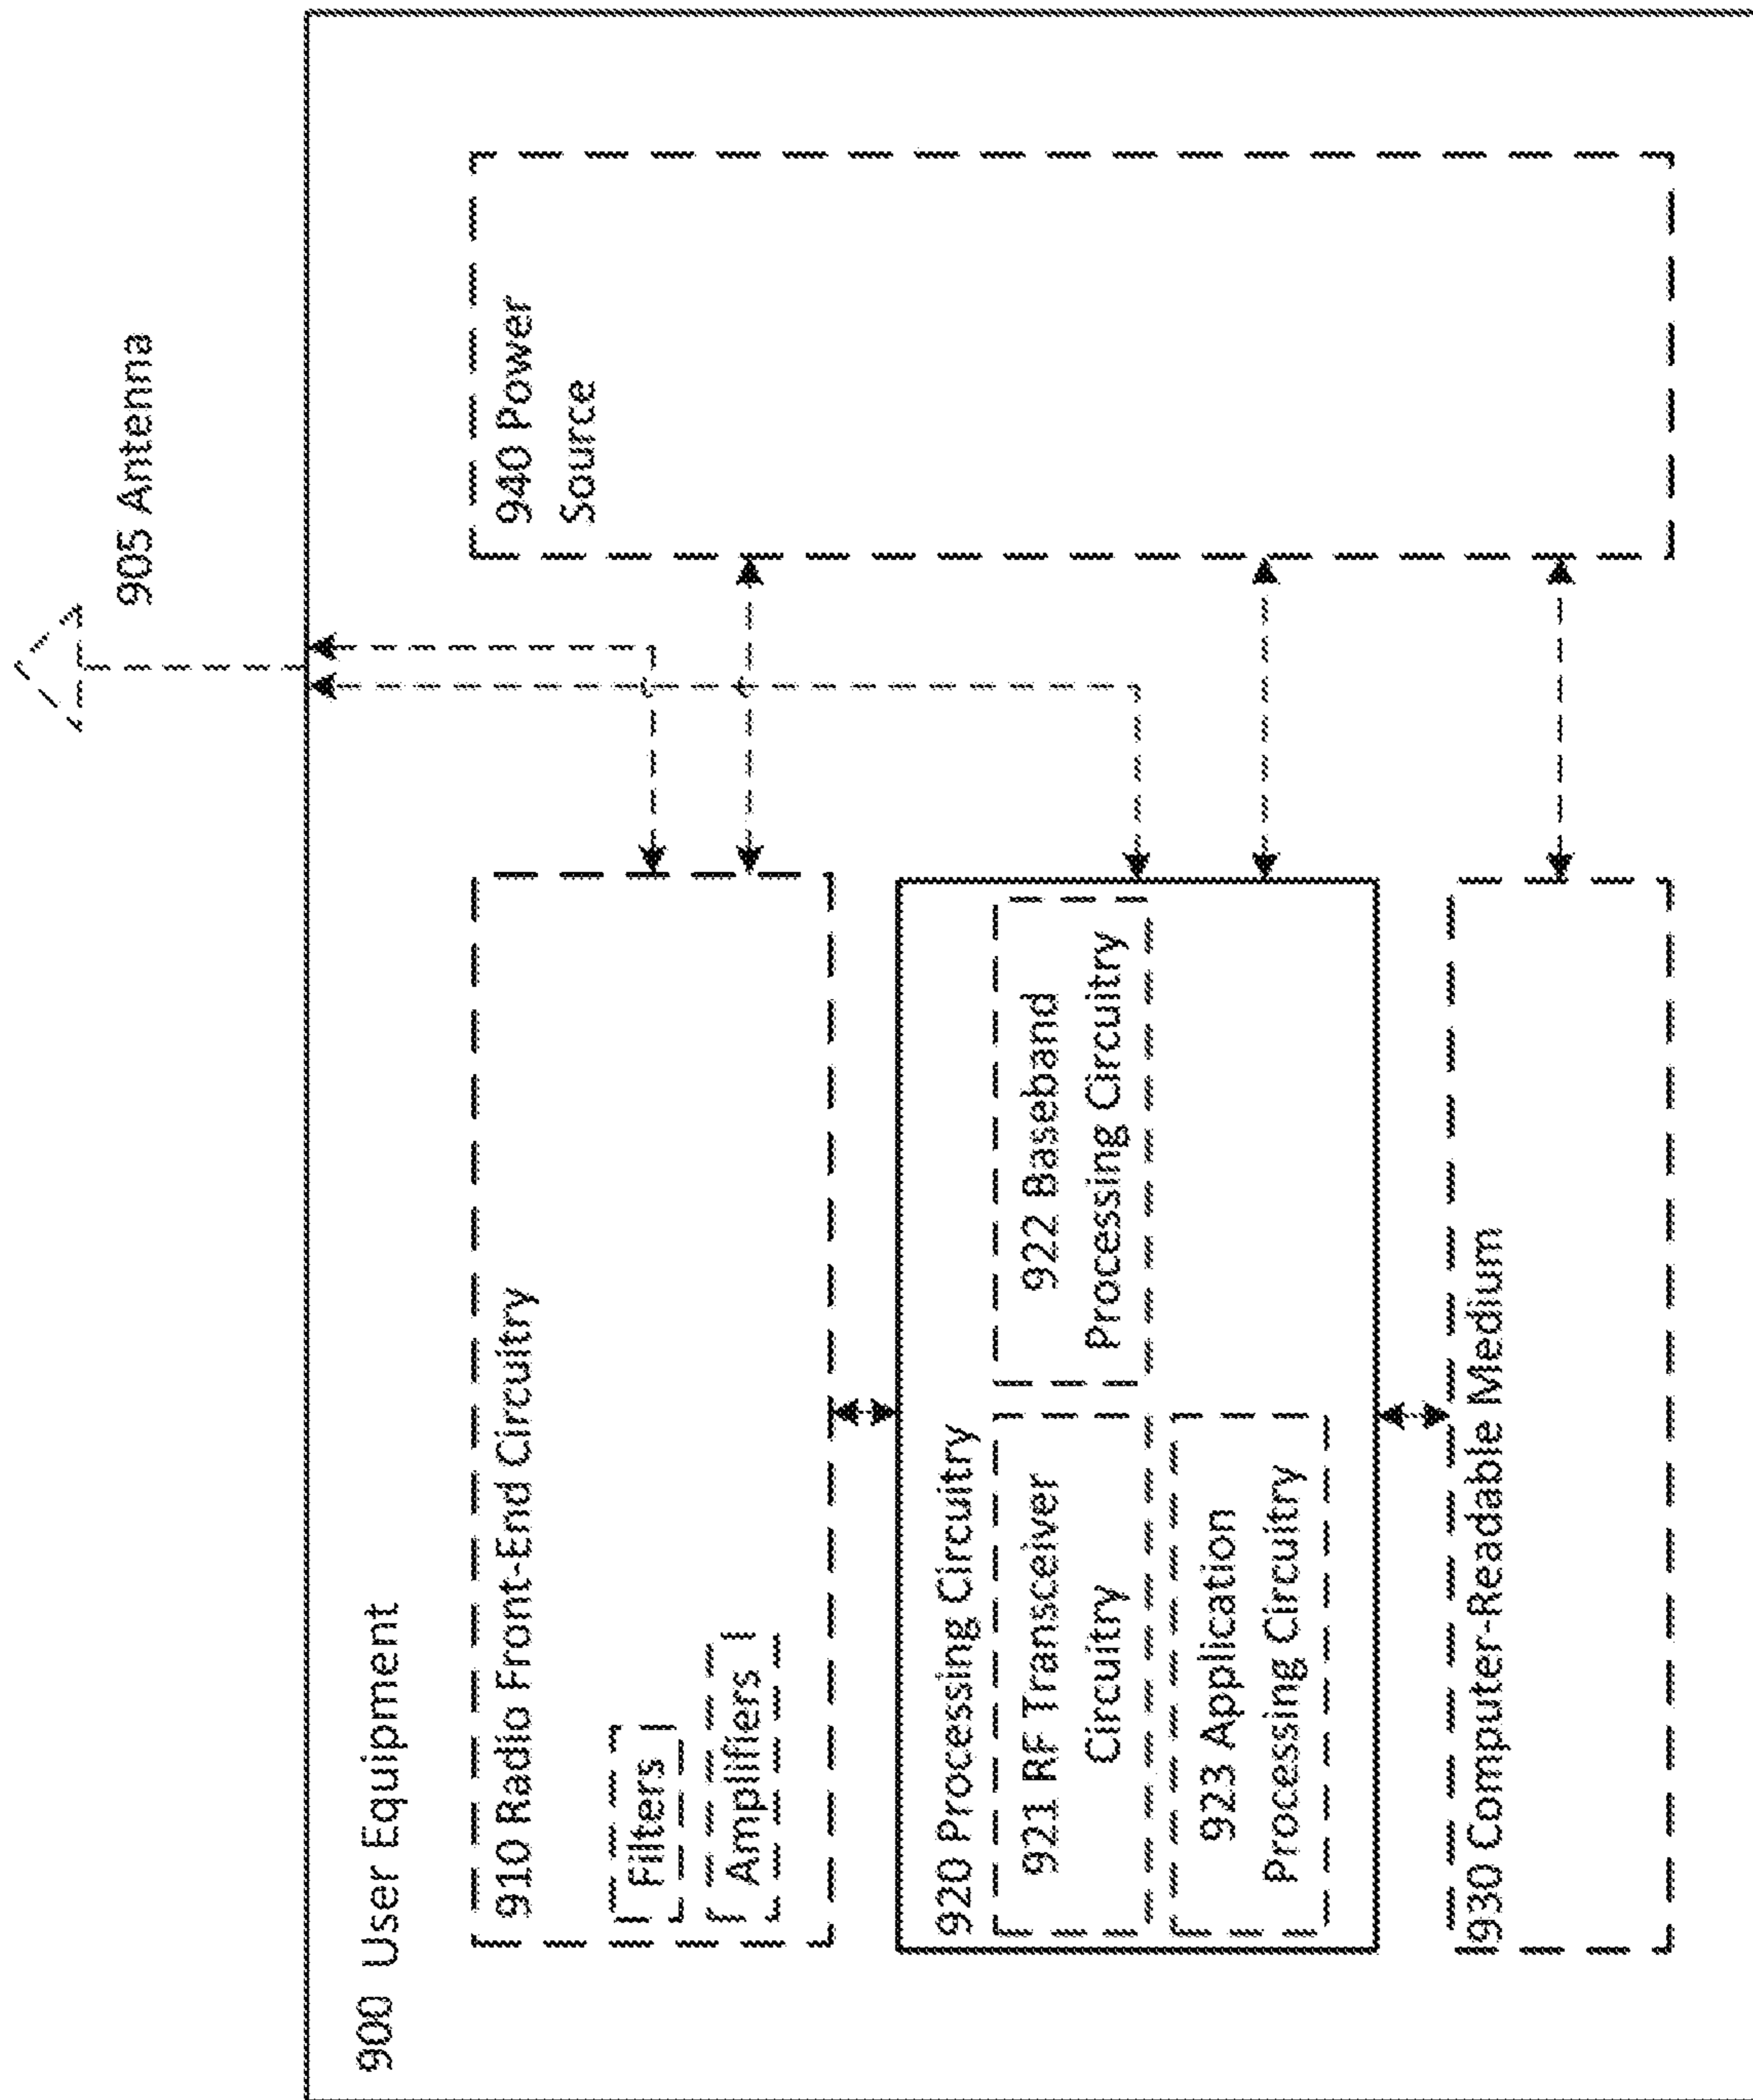 905 Antenna
900 User Equipment
910 Radio Front-End Circuitry
Filters
Amplifiers
940 Power
Source
920 Processing Circuitry
921 RF Transceiver
Circuitry
922 Baseband
Processing Circuitry
923 Application
Processing Circuitry
930 Computer-Readable Medium